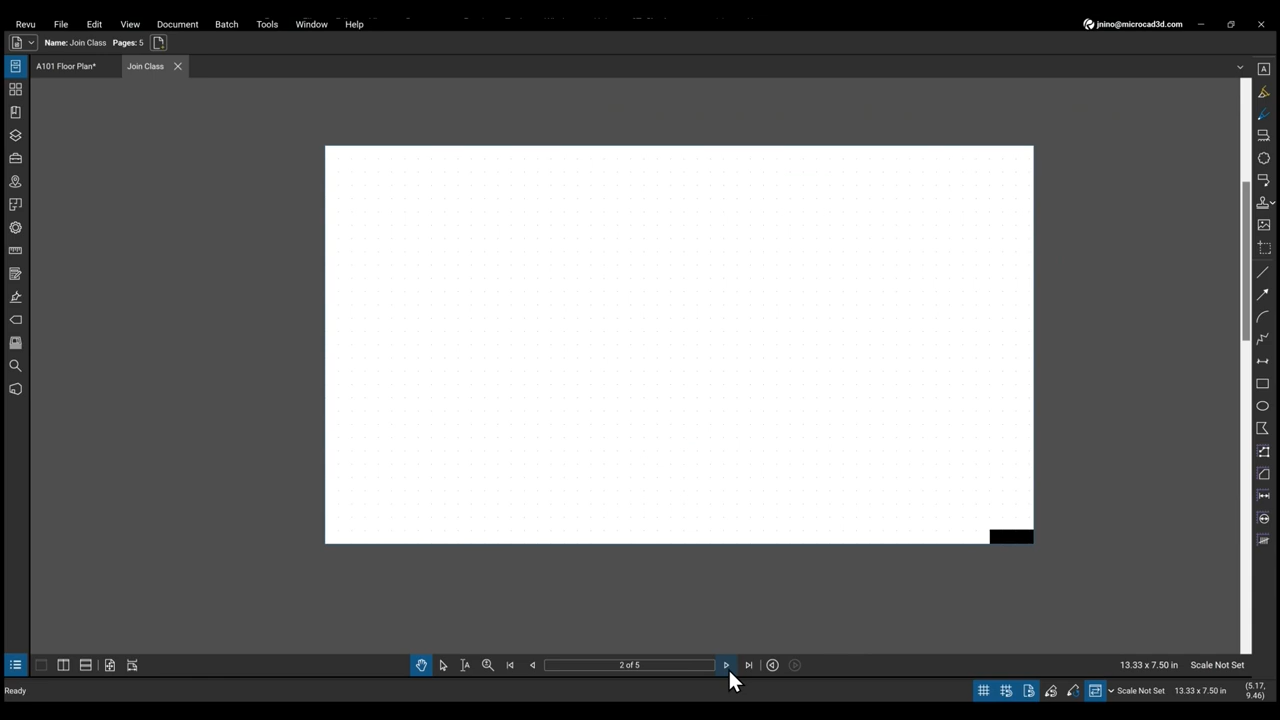 Revu File Edit View Document Batch Tools Window Help jnino@microcad3d.com
Name: Join Class Pages: 5
A101 Floor Plan* Join Class
2 of 5 13.33 x 7.50 in Scale Not Set
Ready Scale Not Set 13.33 x 7.50 in (5.17,
9.46)